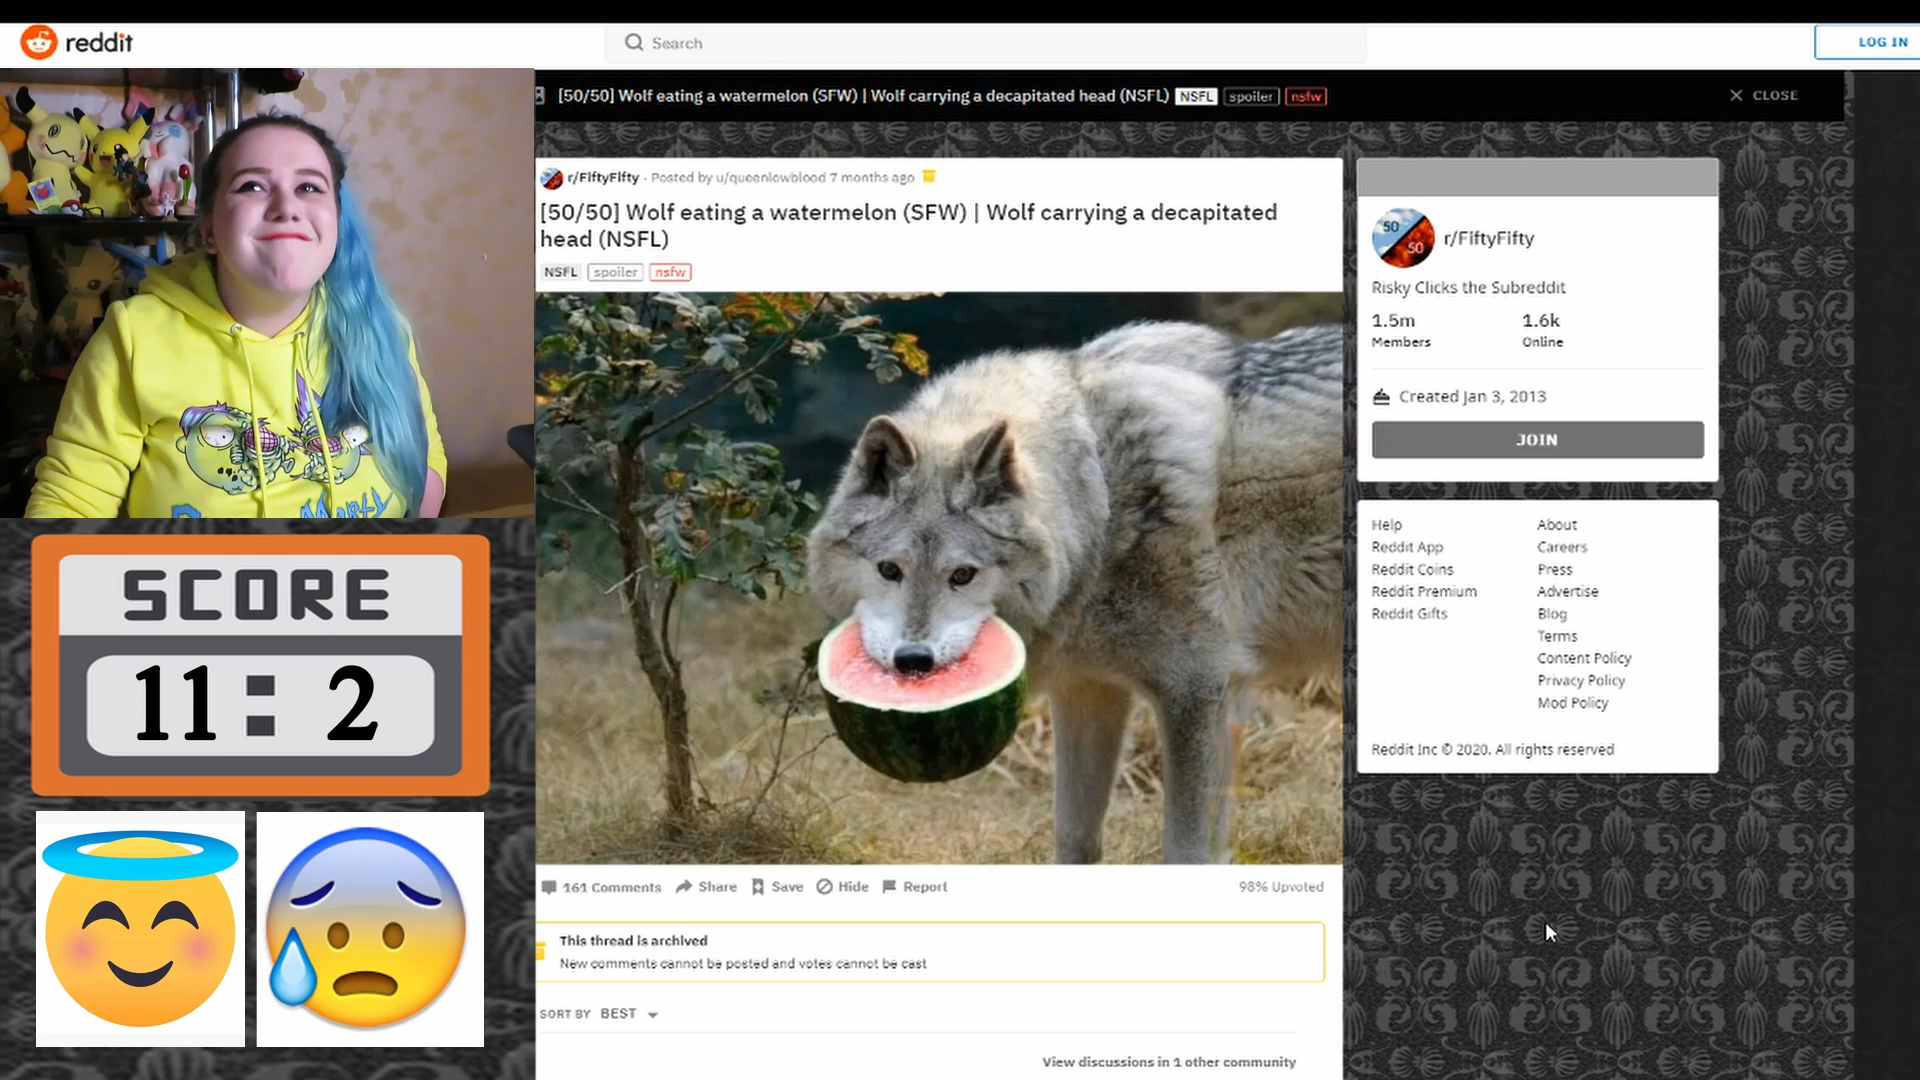 reddit
Search
LOG IN
[50/50] Wolf eating a watermelon (SFW) | Wolf carrying a decapitated head (NSFL) NSFL spoiler nsfw
CLOSE
r/FiftyFifty · Posted by u/queenlowblood 7 months ago
[50/50] Wolf eating a watermelon (SFW) | Wolf carrying a decapitated
head (NSFL)
NSFL spoiler nsfw
50
50
r/FiftyFifty
Risky Clicks the Subreddit
1.5m
Members
1.6k
Online
Created Jan 3, 2013
JOIN
Help
Reddit App
Reddit Coins
Reddit Premium
Reddit Gifts
About
Careers
Press
Advertise
Blog
Terms
Content Policy
Privacy Policy
Mod Policy
Reddit Inc © 2020. All rights reserved
SCORE
11 : 2
161 Comments Share Save Hide Report
98% Upvoted
This thread is archived
New comments cannot be posted and votes cannot be cast
SORT BY BEST
View discussions in 1 other community